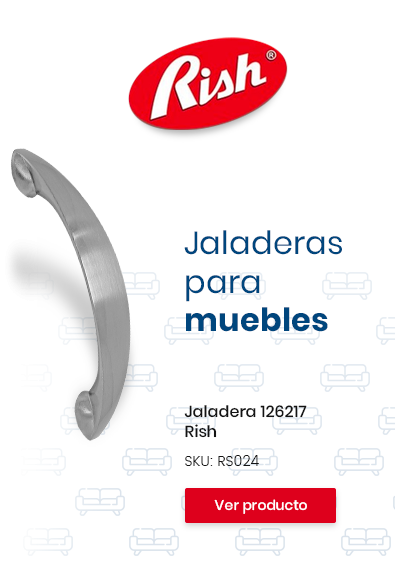 Rish®
Jaladeras
para
muebles
Jaladera 126217
Rish
SKU: RS024
Ver producto